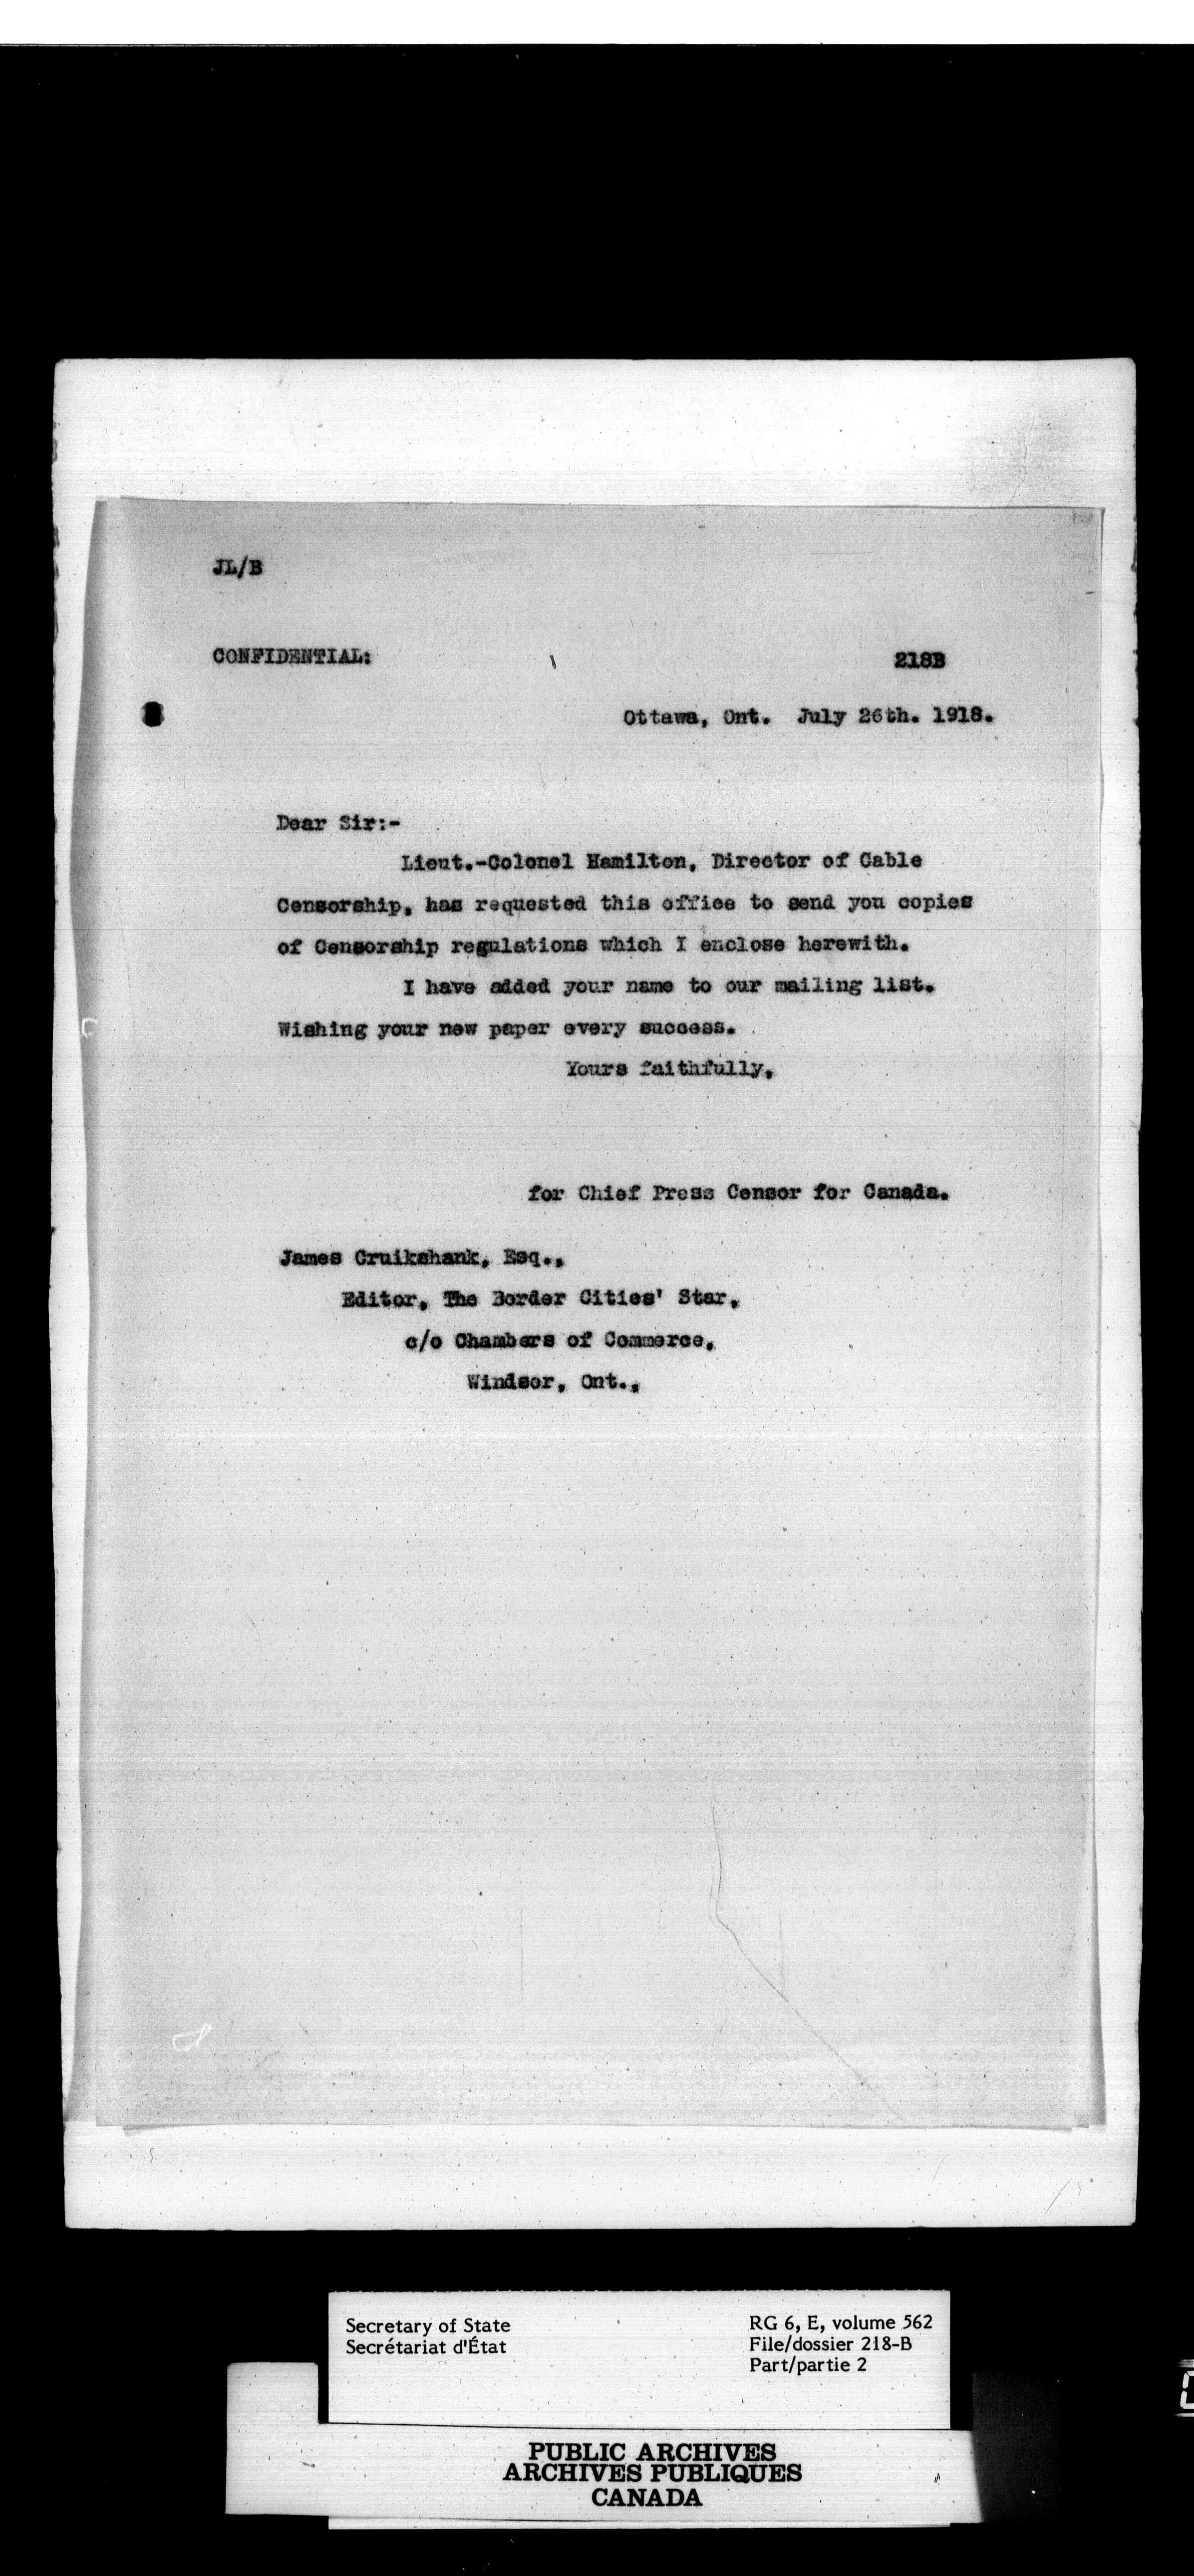 JL/B
CONFIDENTIAL:
218B
Ottawa, Ont. July 26th. 1918.
Dear Sir:-
Lieut.-Colonel Hamilton, Director of Cable
Censorship, has requested this office to send you copies
of Censorship regulations which I enclose herewith.
I have added your name to our mailing list.
Wishing your new paper every success.
Yours faithfully,
for Chief Press Censor for Canada.
James Cruikshank, Esq.,
Editor, The Border Cities' Star,
c/o Chambers of Commerce,
Windsor, Ont.,
Secretary of State
Secrétariat d'État
RG 6, E, volume 562
File/dossier 218-B
Part/partie 2
PUBLIC ARCHIVES
ARCHIVES PUBLIQUES
CANADA